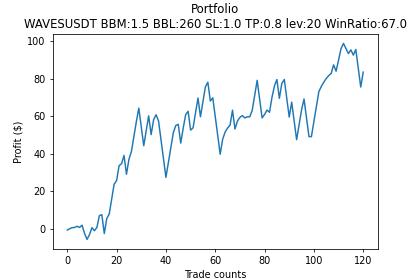 Portfolio
WAVESUSDT BBM:1.5 BBL:260 SL:1.0 TP:0.8 lev:20 WinRatio:67.0
100
80
60
40
20
0
Profit ($)
0 20 40 60 80 100 120
Trade counts